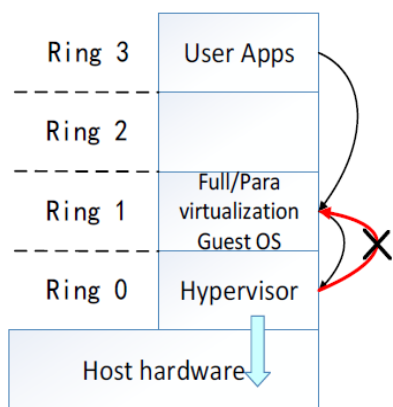 Ring 3
User Apps
Ring 2
Ring 1
Full/Para
virtualization
Guest OS
Ring 0
Hypervisor
Host hardware